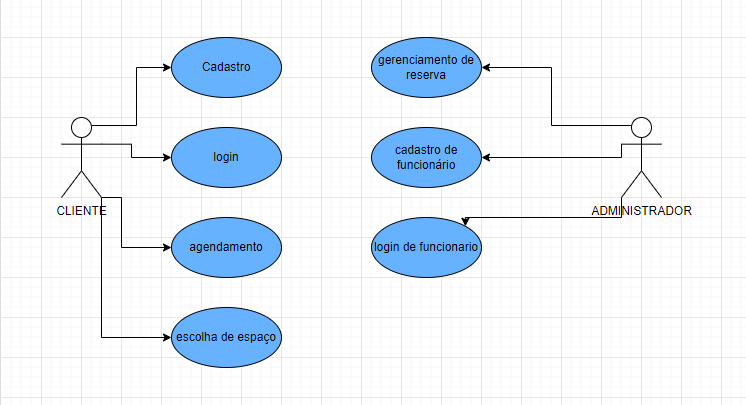 Cadastro
gerenciamento de
reserva
login
cadastro de
funcionário
CLIENTE
ADMINISTRADOR
agendamento
login de funcionario
escolha de espaço